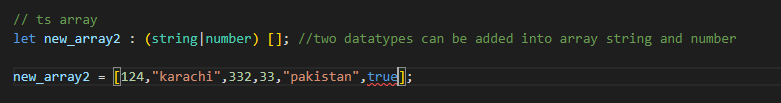 // ts array
let new_array2 : (string|number) []; //two datatypes can be added into array string and number
new_array2 = [124,"karachi",332,33,"pakistan",true];